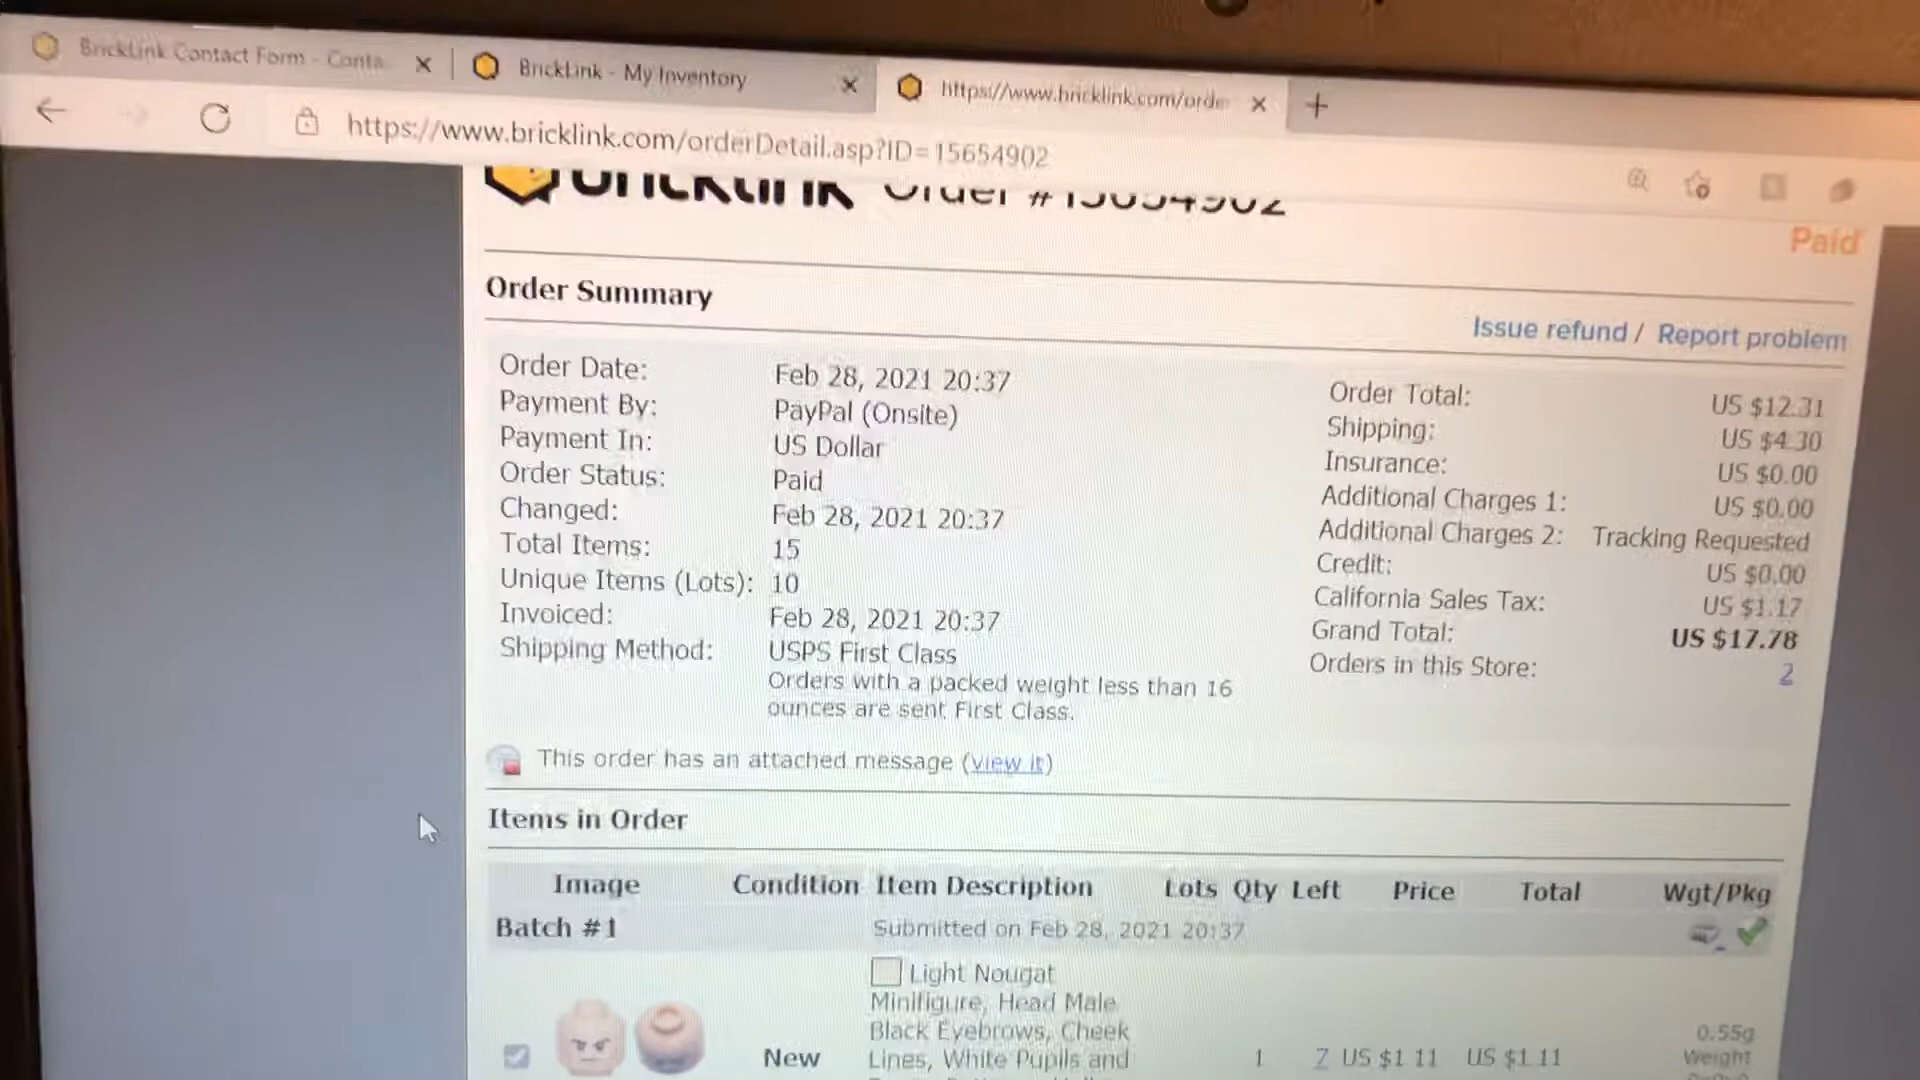 BrickLink Contact Form - Conta
BrickLink - My Inventory
https://www.bricklink.com/orde
https://www.bricklink.com/orderDetail.asp?ID=15654902
bricklink Order #15654902
Paid
Order Summary
Issue refund / Report problem
Order Date: Feb 28, 2021 20:37
Payment By: PayPal (Onsite)
Payment In: US Dollar
Order Status: Paid
Changed: Feb 28, 2021 20:37
Total Items: 15
Unique Items (Lots): 10
Invoiced: Feb 28, 2021 20:37
Shipping Method: USPS First Class
Orders with a packed weight less than 16
ounces are sent First Class.
Order Total: US $12.31
Shipping: US $4.30
Insurance: US $0.00
Additional Charges 1: US $0.00
Additional Charges 2: Tracking Requested
Credit: US $0.00
California Sales Tax: US $1.17
Grand Total: US $17.78
Orders in this Store: 2
This order has an attached message (view it)
Items in Order
Image Condition Item Description Lots Qty Left Price Total Wgt/Pkg
Batch #1 Submitted on Feb 28, 2021 20:37
Light Nougat
Minifigure, Head Male
Black Eyebrows, Cheek
0.55g
New Lines, White Pupils and 1 7 US $1.11 US $1.11 Weight